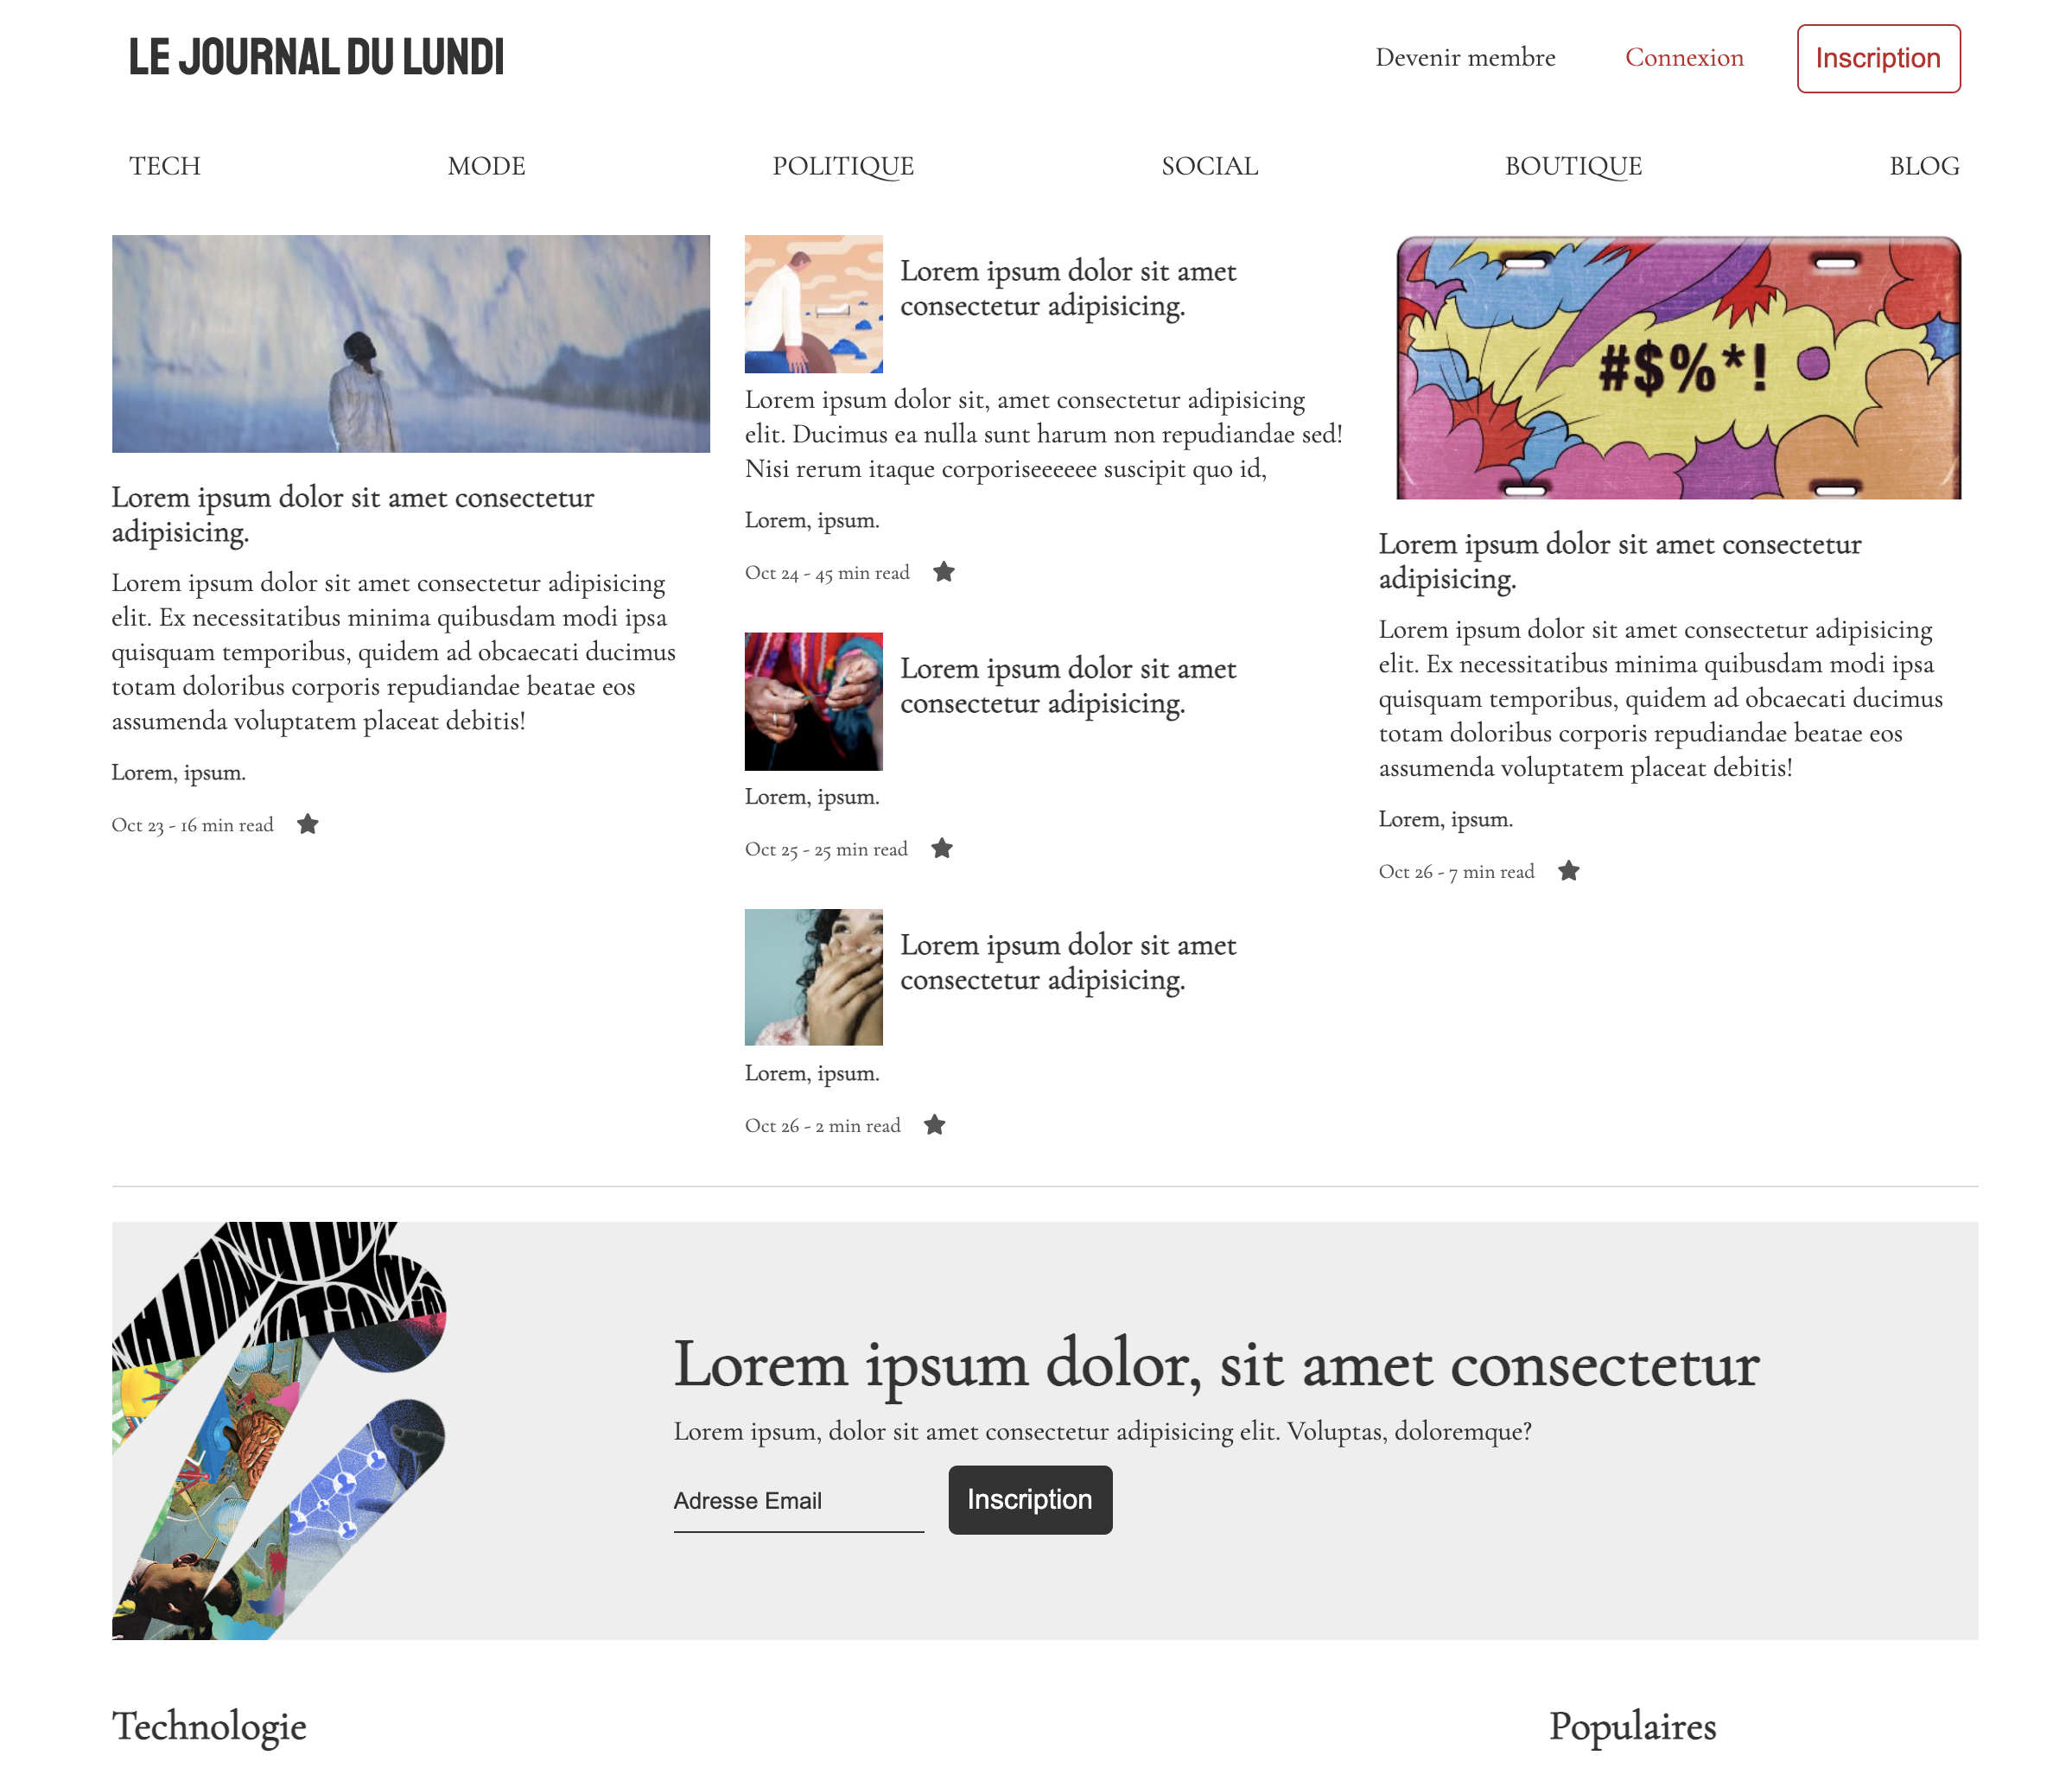 LE JOURNAL DU LUNDI
Devenir membre
Connexion
Inscription
TECH
MODE
POLITIQUE
SOCIAL
BOUTIQUE
BLOG
Lorem ipsum dolor sit amet consectetur
adipisicing.
Lorem ipsum dolor sit amet consectetur adipisicing
elit. Ex necessitatibus minima quibusdam modi ipsa
quisquam temporibus, quidem ad obcaecati ducimus
totam doloribus corporis repudiandae beatae eos
assumenda voluptatem placeat debitis!
Lorem, ipsum.
Oct 23 - 16 min read
Lorem ipsum dolor sit amet
consectetur adipisicing.
Lorem ipsum dolor sit, amet consectetur adipisicing
elit. Ducimus ea nulla sunt harum non repudiandae sed!
Nisi rerum itaque corporiseeeeee suscipit quo id,
Lorem, ipsum.
Oct 24 - 45 min read
Lorem ipsum dolor sit amet
consectetur adipisicing.
Lorem, ipsum.
Oct 25 - 25 min read
Lorem ipsum dolor sit amet
consectetur adipisicing.
Lorem, ipsum.
Oct 26 - 2 min read
#$%*!
Lorem ipsum dolor sit amet consectetur
adipisicing.
Lorem ipsum dolor sit amet consectetur adipisicing
elit. Ex necessitatibus minima quibusdam modi ipsa
quisquam temporibus, quidem ad obcaecati ducimus
totam doloribus corporis repudiandae beatae eos
assumenda voluptatem placeat debitis!
Lorem, ipsum.
Oct 26 - 7 min read
Lorem ipsum dolor, sit amet consectetur
Lorem ipsum, dolor sit amet consectetur adipisicing elit. Voluptas, doloremque?
Adresse Email
Inscription
Technologie
Populaires